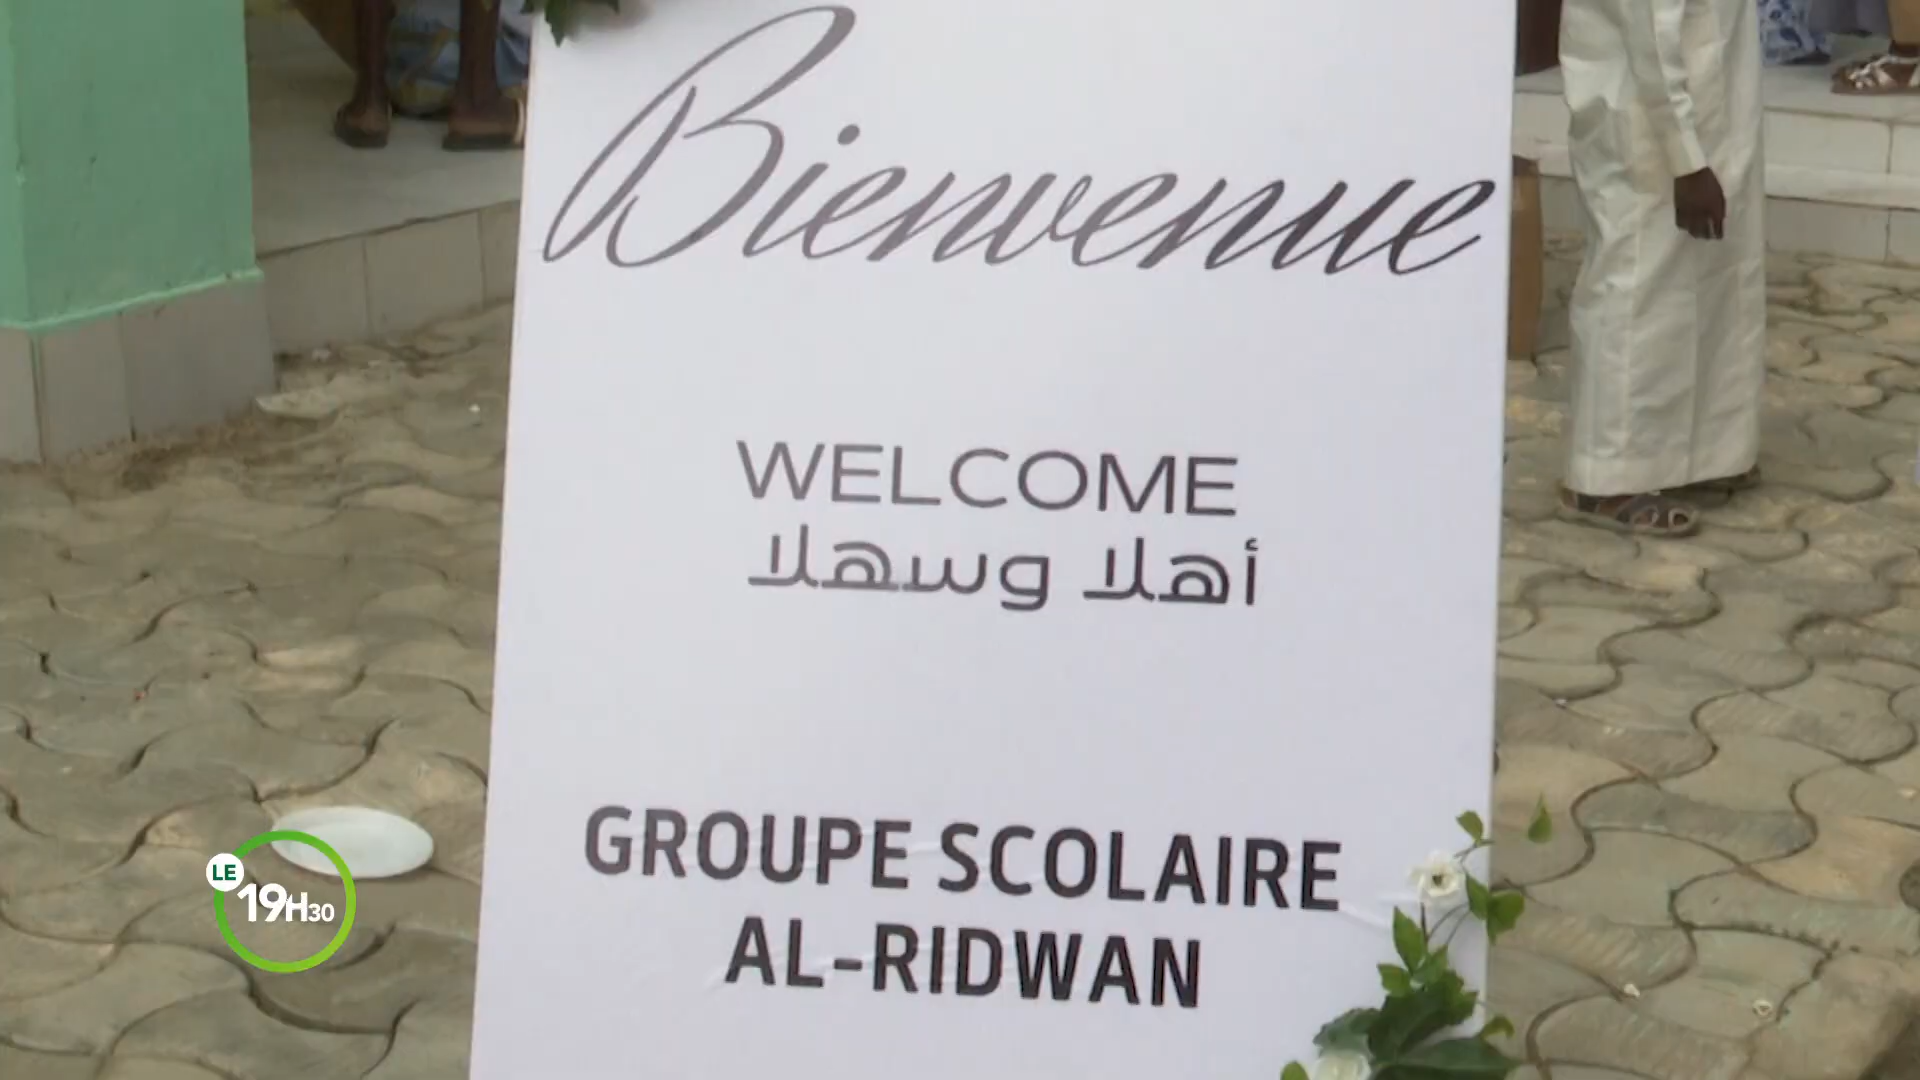 Bienvenue
WELCOME
أهلا وسهلا
GROUPE SCOLAIRE
AL-RIDWAN
LE
19H30